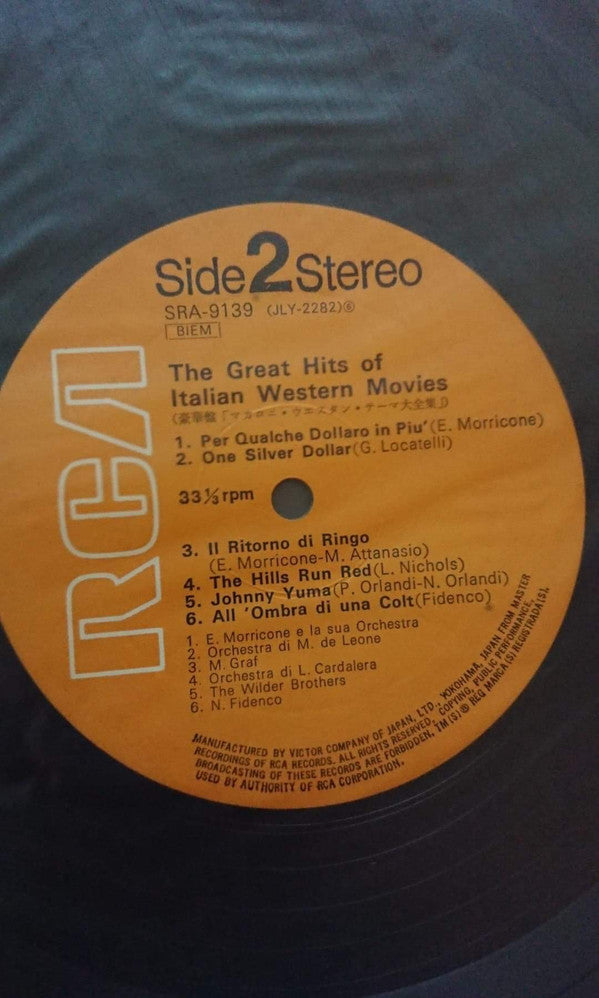 Side 2 Stereo
SRA-9139 (JLY-2282)⑥
BIEM
The Great Hits of
Italian Western Movies
(豪華盤「マカロニ・ウエスタン・テーマ大全集」)
1. Per Qualche Dollaro in Piu' (E. Morricone)
2. One Silver Dollar (G. Locatelli)
33⅓ rpm
3. Il Ritorno di Ringo
(E. Morricone-M. Attanasio)
4. The Hills Run Red (L. Nichols)
5. Johnny Yuma (P. Orlandi-N. Orlandi)
6. All 'Ombra di una Colt (Fidenco)
1. E. Morricone e la sua Orchestra
2. Orchestra di M. de Leone
3. M. Graf
4. Orchestra di L. Cardalera
5. The Wilder Brothers
6. N. Fidenco
RCA
MANUFACTURED BY VICTOR COMPANY OF JAPAN, LTD., YOKOHAMA, JAPAN FROM MASTER
RECORDINGS OF RCA RECORDS. ALL RIGHTS RESERVED. COPYING, PUBLIC PERFORMANCE,
BROADCASTING OF THESE RECORDS ARE FORBIDDEN, TM(S)® REG MARCA(S) REGISTRADA(S).
USED BY AUTHORITY OF RCA CORPORATION.